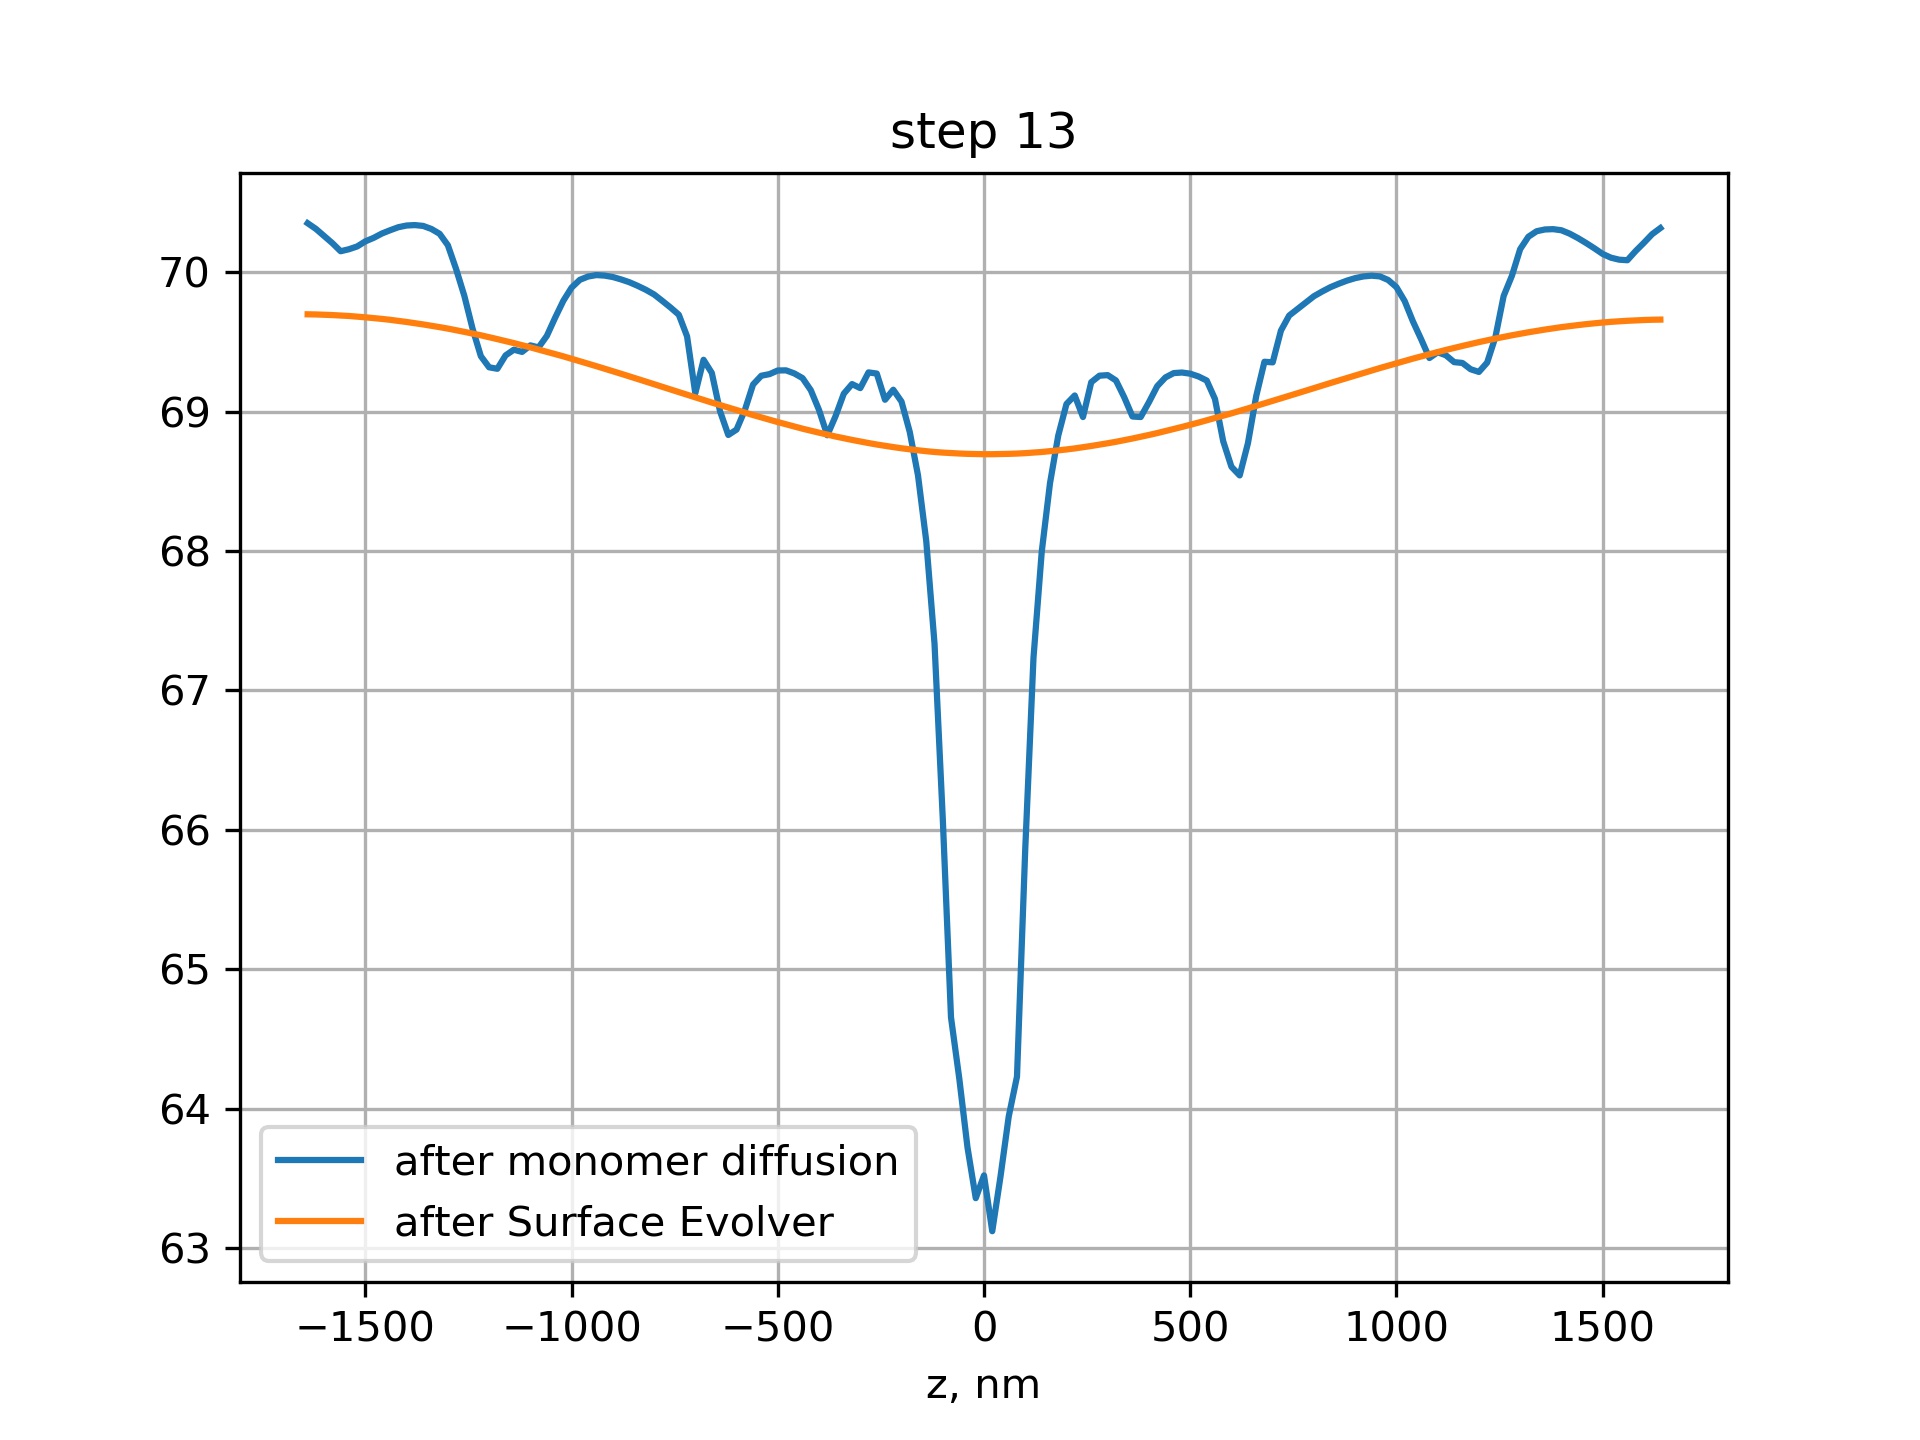 step 13
70
69
68
67
66
65
64
63
after monomer diffusion
after Surface Evolver
−1500 −1000 −500 0 500 1000 1500
z, nm